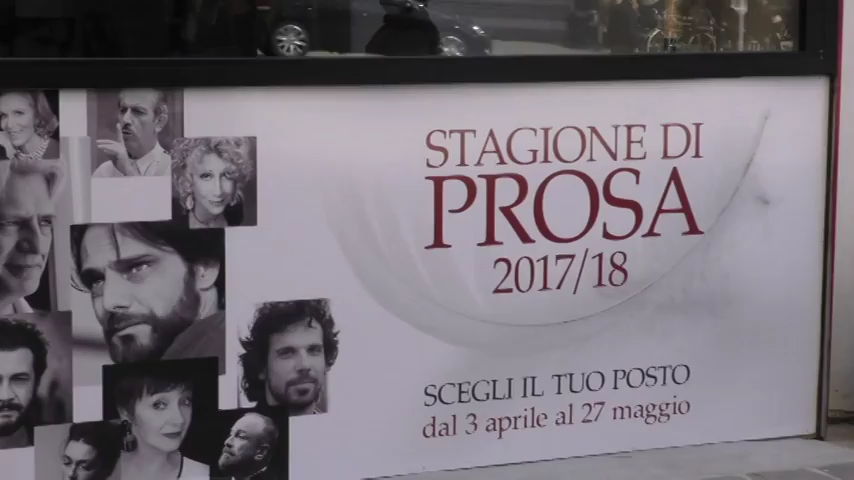 STAGIONE DI
PROSA
2017/18
SCEGLI IL TUO POSTO
dal 3 aprile al 27 maggio